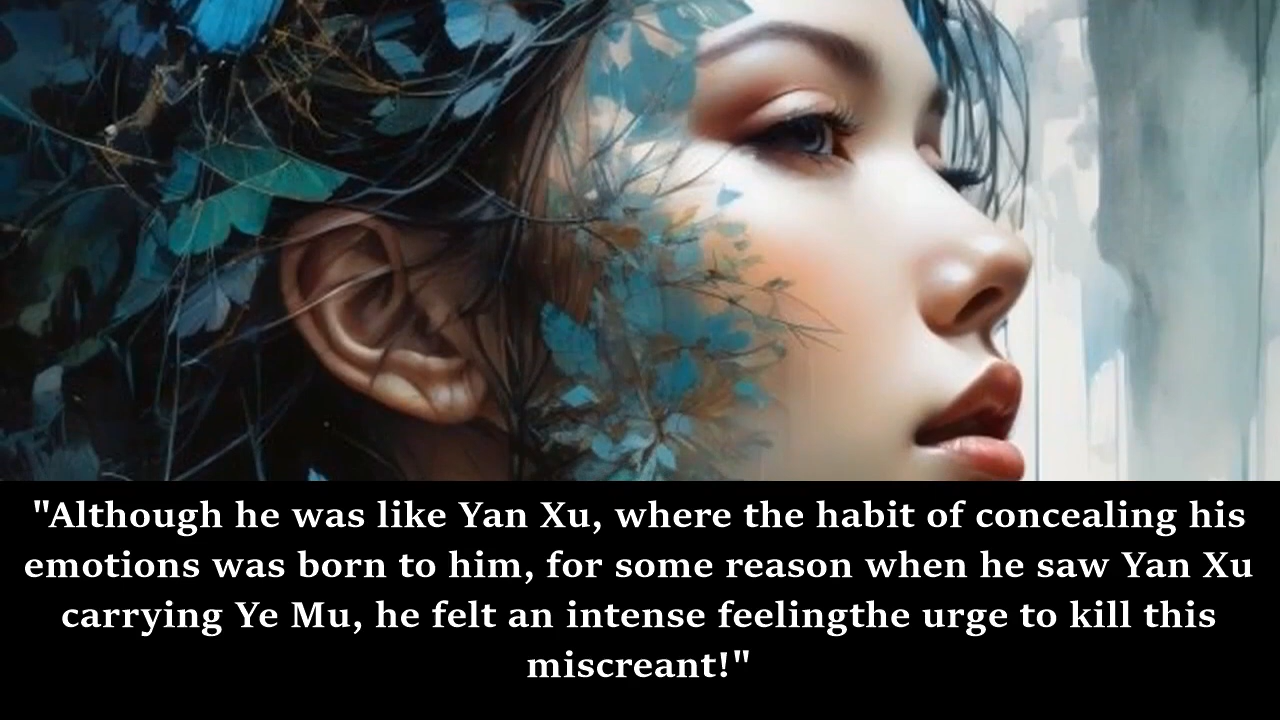 "Although he was like Yan Xu, where the habit of concealing his
emotions was born to him, for some reason when he saw Yan Xu
carrying Ye Mu, he felt an intense feelingthe urge to kill this
miscreant!"